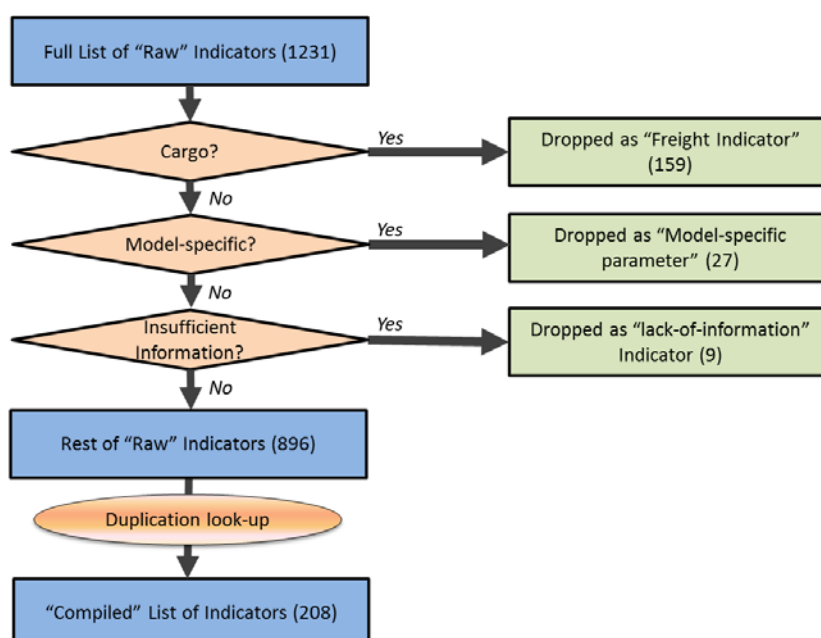 Full List of “Raw” Indicators (1231)
Cargo?
Yes
Dropped as “Freight Indicator”
(159)
No
Model-specific?
Yes
Dropped as “Model-specific
parameter” (27)
No
Insufficient
Information?
Yes
Dropped as “lack-of-information”
Indicator (9)
No
Rest of “Raw” Indicators (896)
Duplication look-up
“Compiled” List of Indicators (208)